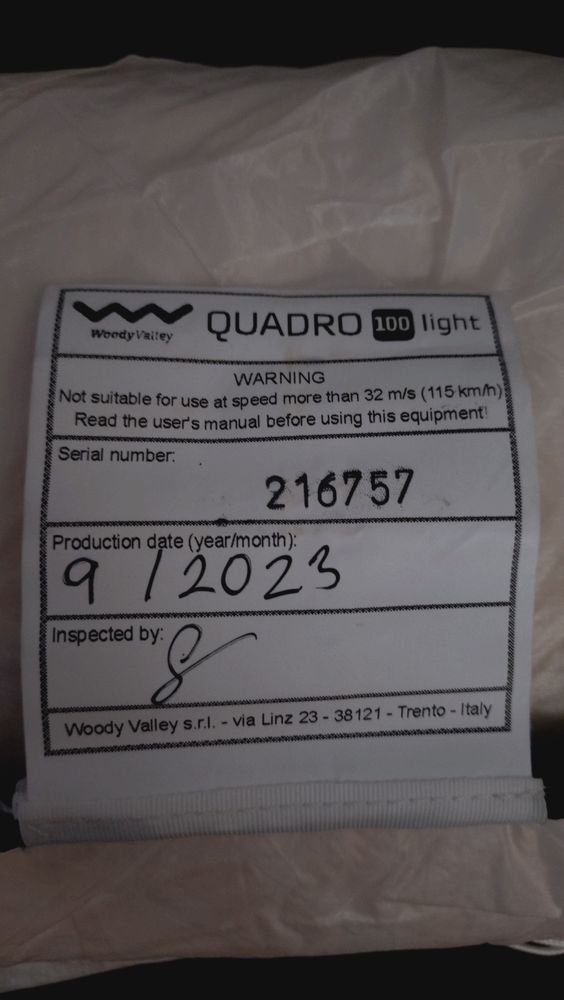 Woody Valley QUADRO 100 light
WARNING
Not suitable for use at speed more than 32 m/s (115 km/h)
Read the user's manual before using this equipment!
Serial number:
216757
Production date (year/month):
9 / 2023
Inspected by:
Woody Valley s.r.l. - via Linz 23 - 38121 - Trento - Italy